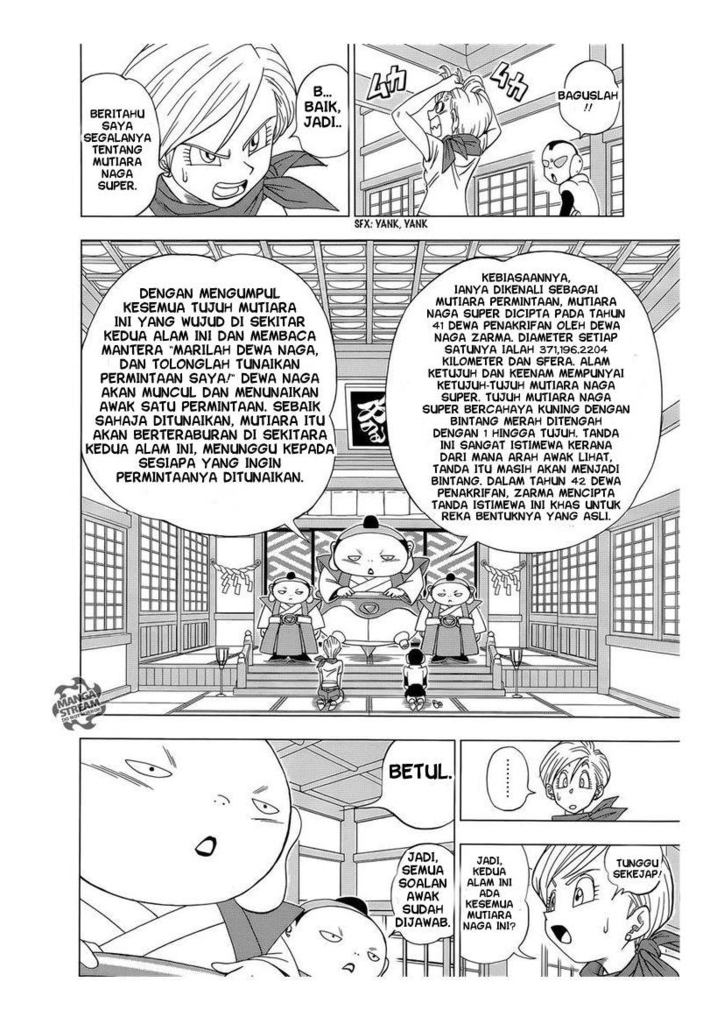 BAGUSLAH
!!
ムカ
ムカ
SFX: YANK, YANK
B...
BAIK,
JADI..
BERITAHU
SAYA
SEGALANYA
TENTANG
MUTIARA
NAGA
SUPER.
KEBIASAANNYA,
IANYA DIKENALI SEBAGAI
MUTIARA PERMINTAAN, MUTIARA
NAGA SUPER DICIPTA PADA TAHUN
41 DEWA PENAKRIFAN OLEH DEWA
NAGA ZARMA. DIAMETER SETIAP
SATUNYA IALAH 371,196.2204
KILOMETER DAN SFERA. ALAM
KETUJUH DAN KEENAM MEMPUNYAI
KETUJUH-TUJUH MUTIARA NAGA
SUPER. TUJUH MUTIARA NAGA
SUPER BERCAHAYA KUNING DENGAN
BINTANG MERAH DITENGAH
DENGAN 1 HINGGA TUJUH. TANDA
INI SANGAT ISTIMEWA KERANA
DARI MANA ARAH AWAK LIHAT,
TANDA ITU MASIH AKAN MENJADI
BINTANG. DALAM TAHUN 42 DEWA
PENAKRIFAN, ZARMA MENCIPTA
TANDA ISTIMEWA INI KHAS UNTUK
REKA BENTUKNYA YANG ASLI.
DENGAN MENGUMPUL
KESEMUA TUJUH MUTIARA
INI YANG WUJUD DI SEKITAR
KEDUA ALAM INI DAN MEMBACA
MANTERA "MARILAH DEWA NAGA,
DAN TOLONGLAH TUNAIKAN
PERMINTAAN SAYA!" DEWA NAGA
AKAN MUNCUL DAN MENUNAIKAN
AWAK SATU PERMINTAAN. SEBAIK
SAHAJA DITUNAIKAN, MUTIARA ITU
AKAN BERTERABURAN DI SEKITARA
KEDUA ALAM INI, MENUNGGU KEPADA
SESIAPA YANG INGIN
PERMINTAANYA DITUNAIKAN.
MANGA
STREAM
......
TUNGGU
SEKEJAP!
JADI,
KEDUA
ALAM INI
ADA
KESEMUA
MUTIARA
NAGA INI?
BETUL.
JADI,
SEMUA
SOALAN
AWAK
SUDAH
DIJAWAB.